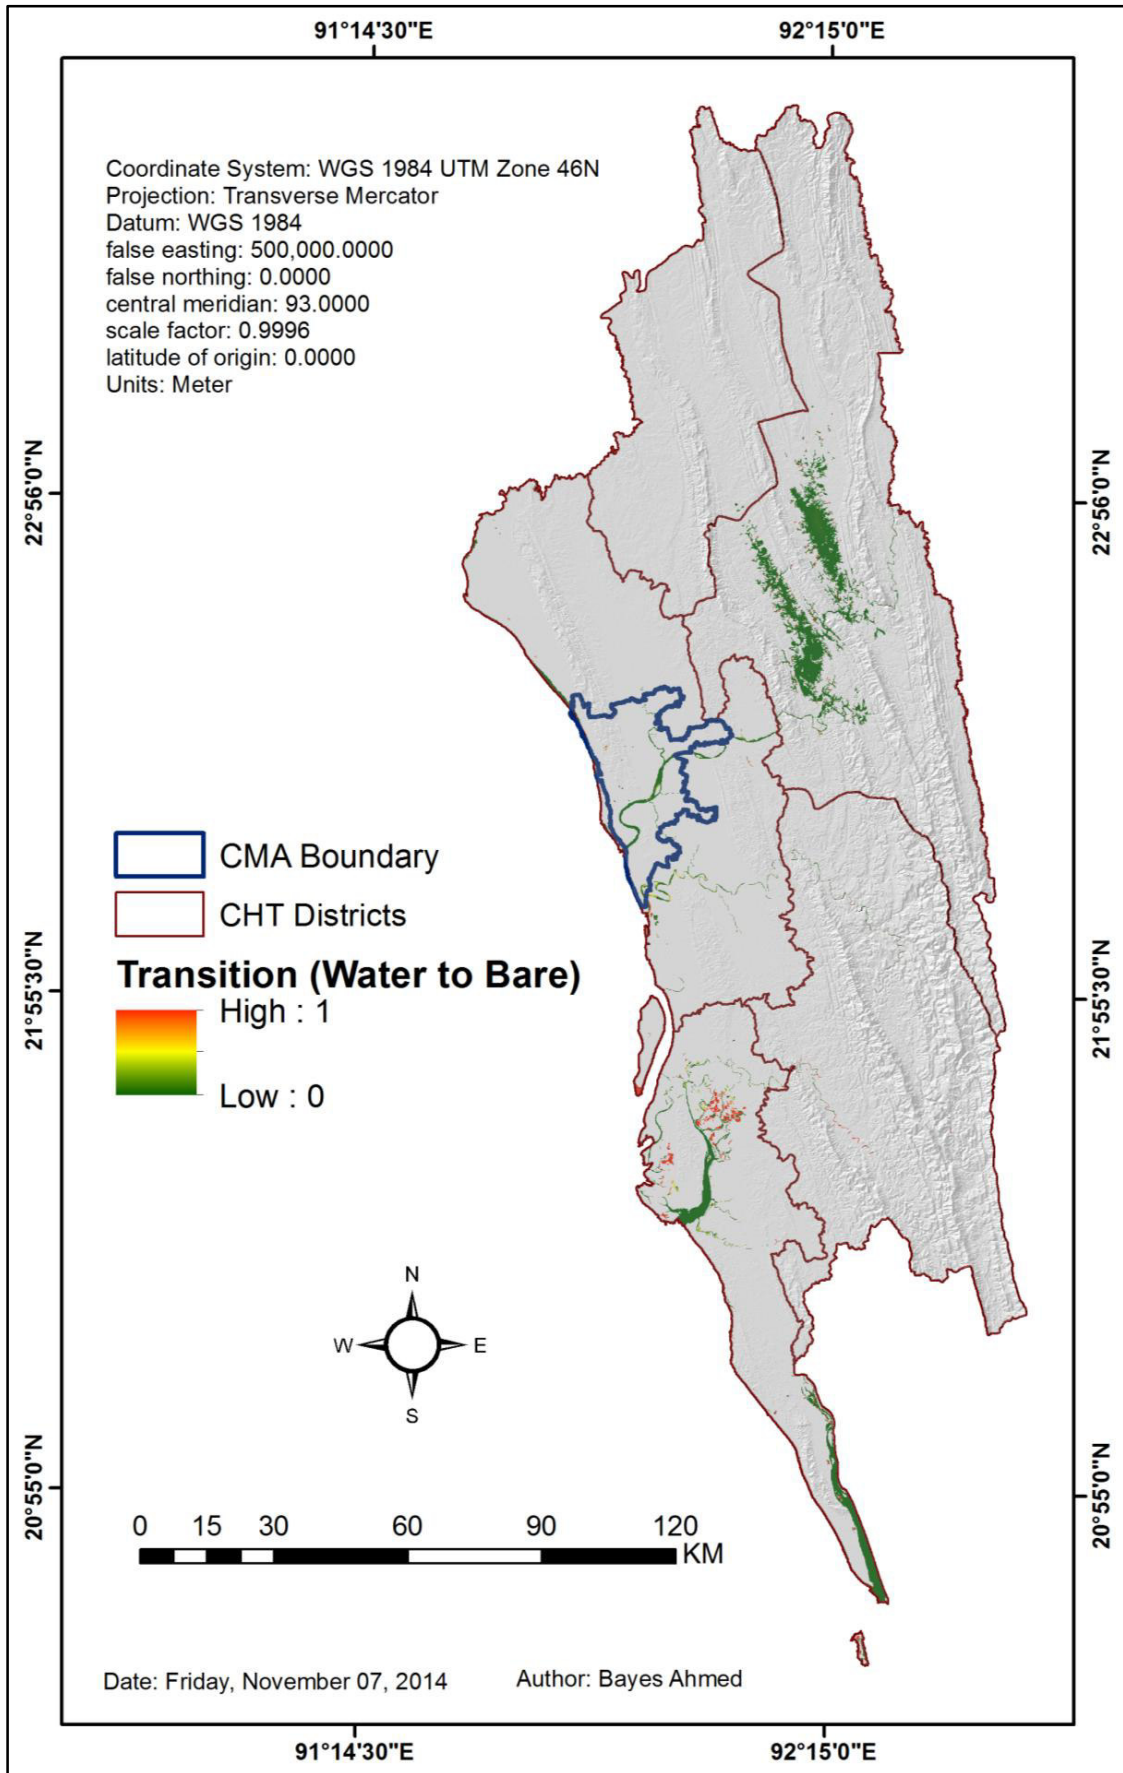 91°14'30"E
92°15'0"E
Coordinate System: WGS 1984 UTM Zone 46N
Projection: Transverse Mercator
Datum: WGS 1984
false easting: 500,000.0000
false northing: 0.0000
central meridian: 93.0000
scale factor: 0.9996
latitude of origin: 0.0000
Units: Meter
22°56'0"N
22°56'0"N
CMA Boundary
CHT Districts
Transition (Water to Bare)
High : 1
Low : 0
21°55'30"N
21°55'30"N
N
W
E
S
20°55'0"N
20°55'0"N
0 15 30 60 90 120
KM
Date: Friday, November 07, 2014
Author: Bayes Ahmed
91°14'30"E
92°15'0"E